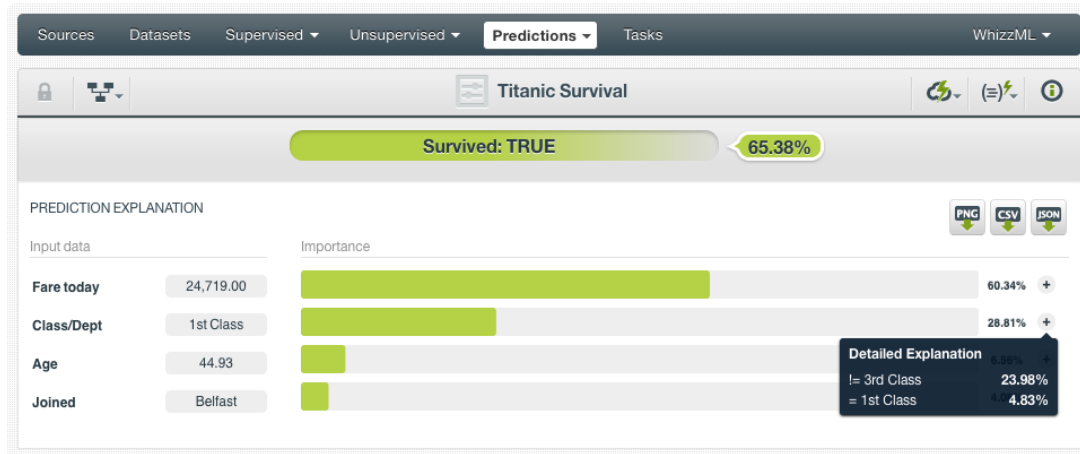 Sources Datasets Supervised Unsupervised Predictions Tasks WhizzML
Titanic Survival
Survived: TRUE 65.38%
PREDICTION EXPLANATION
PNG CSV JSON
Input data Importance
Fare today 24,719.00 60.34% +
Class/Dept 1st Class 28.81% +
Age 44.93
Joined Belfast
Detailed Explanation
!= 3rd Class 23.98%
= 1st Class 4.83%